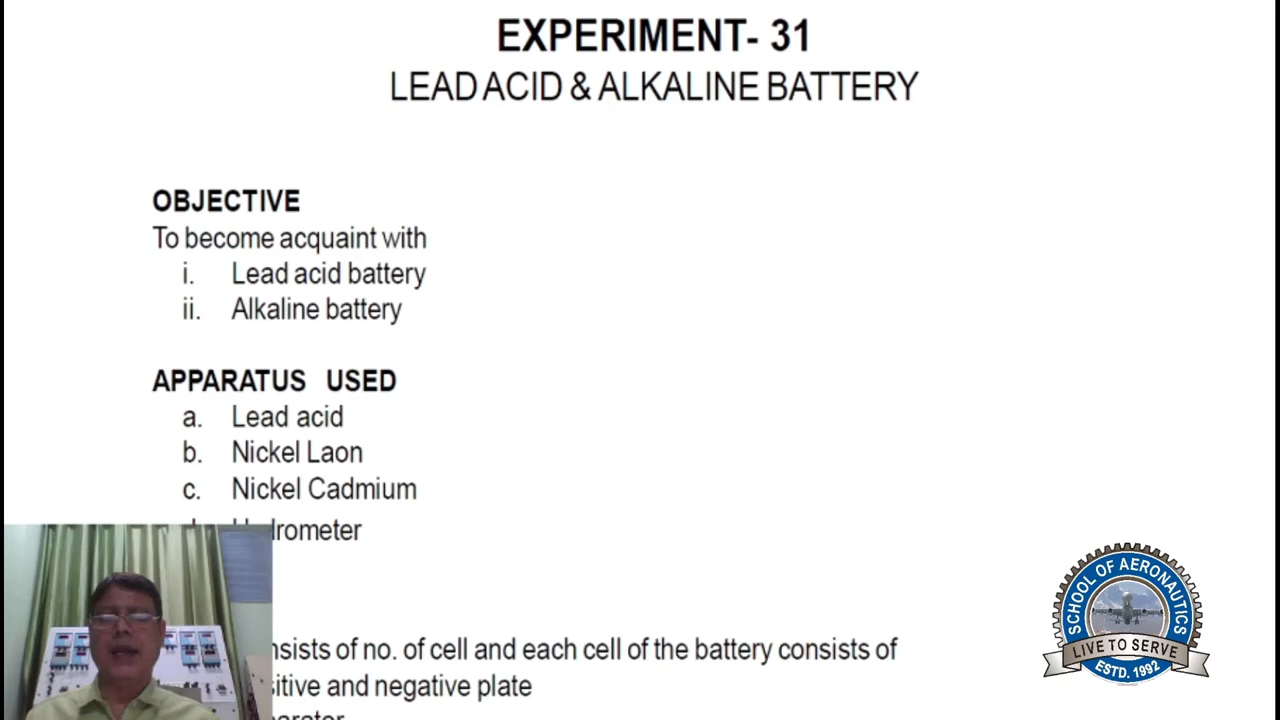 EXPERIMENT- 31
LEAD ACID & ALKALINE BATTERY
OBJECTIVE
To become acquaint with
i. Lead acid battery
ii. Alkaline battery
APPARATUS USED
a. Lead acid
b. Nickel Laon
c. Nickel Cadmium
drometer
nsists of no. of cell and each cell of the battery consists of
sitive and negative plate
SCHOOL OF AERONAUTICS
LIVE TO SERVE
ESTD. 1992